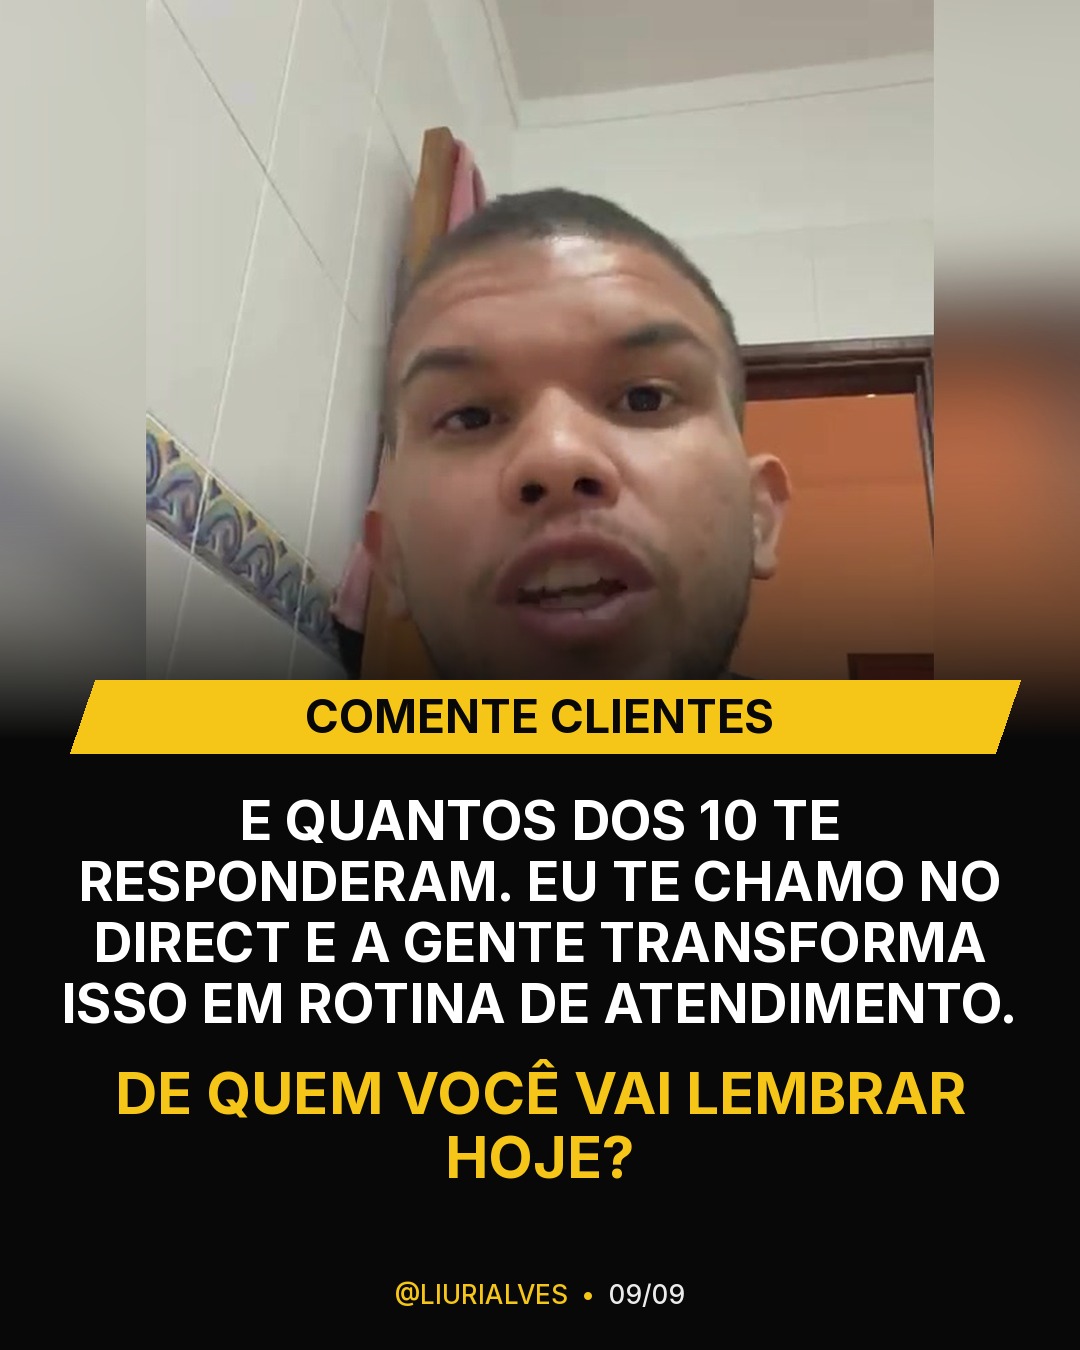 COMENTE CLIENTES
E QUANTOS DOS 10 TE
RESPONDERAM. EU TE CHAMO NO
DIRECT E A GENTE TRANSFORMA
ISSO EM ROTINA DE ATENDIMENTO.
DE QUEM VOCÊ VAI LEMBRAR
HOJE?
@LIURIALVES • 09/09